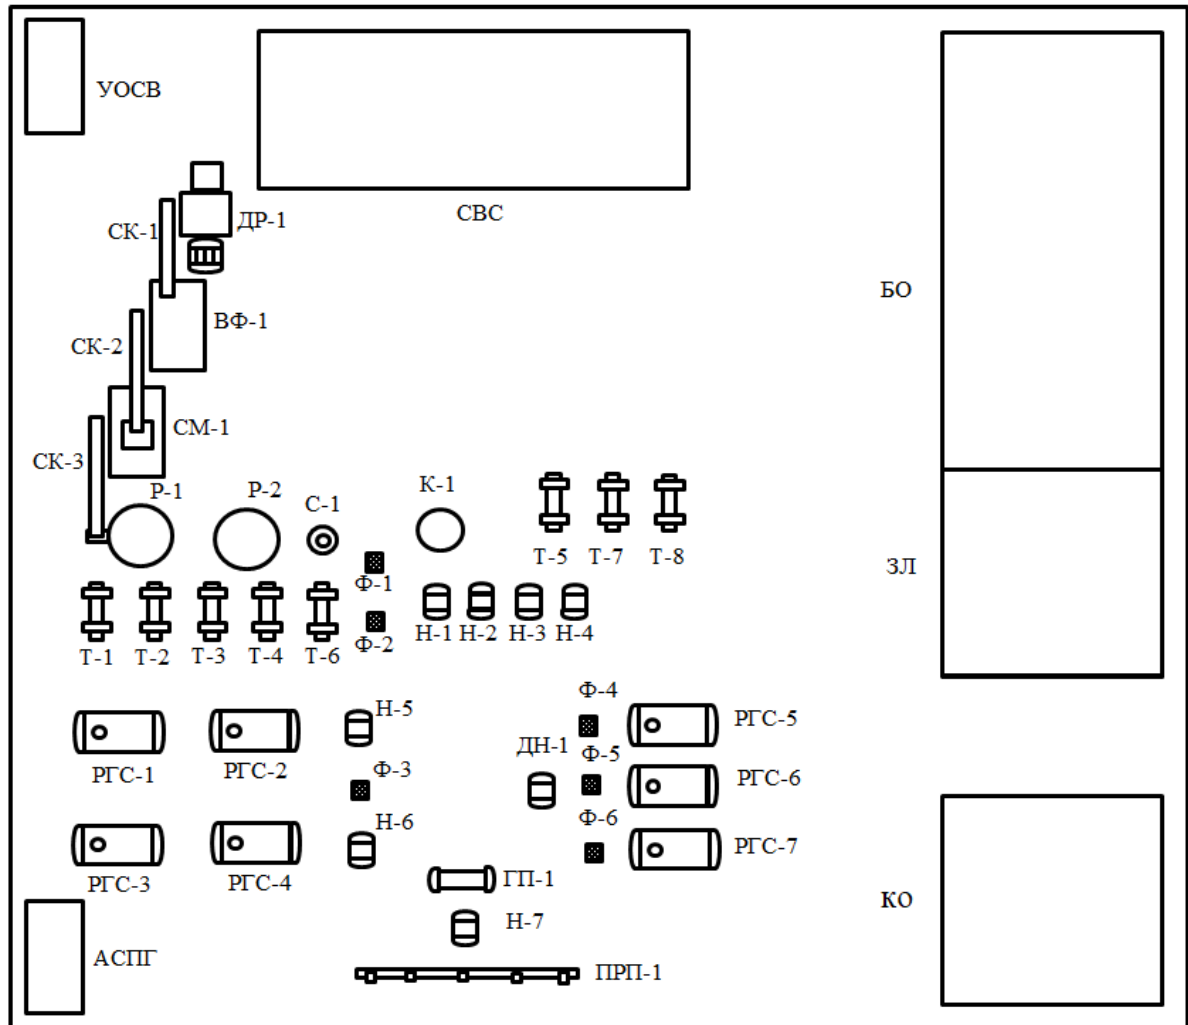 УОСВ
СВС
СК-1
ДР-1
БО
ВФ-1
СК-2
СМ-1
СК-3
Р-1
Р-2
С-1
К-1
Т-5
Т-7
Т-8
ЗЛ
Ф-1
Н-1
Н-2
Н-3
Н-4
Ф-2
Т-1
Т-2
Т-3
Т-4
Т-6
Ф-4
Н-5
РГС-5
ДН-1
Ф-5
РГС-1
РГС-2
Ф-3
РГС-6
Н-6
Ф-6
РГС-7
РГС-3
РГС-4
ГП-1
КО
Н-7
АСПГ
ПРП-1